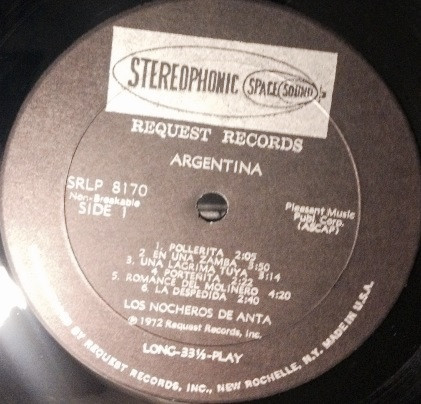 STEREOPHONIC SPACE SOUND
REQUEST RECORDS
ARGENTINA
SRLP 8170
Non-Breakable
SIDE 1
Pleasant Music
Publ. Corp.
(ASCAP)
1. POLLERITA 2:05
2 EN UNA ZAMBA 3:50
3. UNA LAGRIMA TUYA 3:14
4 PORTEÑITA 3:22
5. ROMANCE DEL MOLINERO 4:20
6. LA DESPEDIDA 2:40
LOS NOCHEROS DE ANTA
© 1972 Request Records, Inc.
LONG-33⅓-PLAY
BY REQUEST RECORDS, INC., NEW ROCHELLE, N.Y. MADE IN U.S.A.